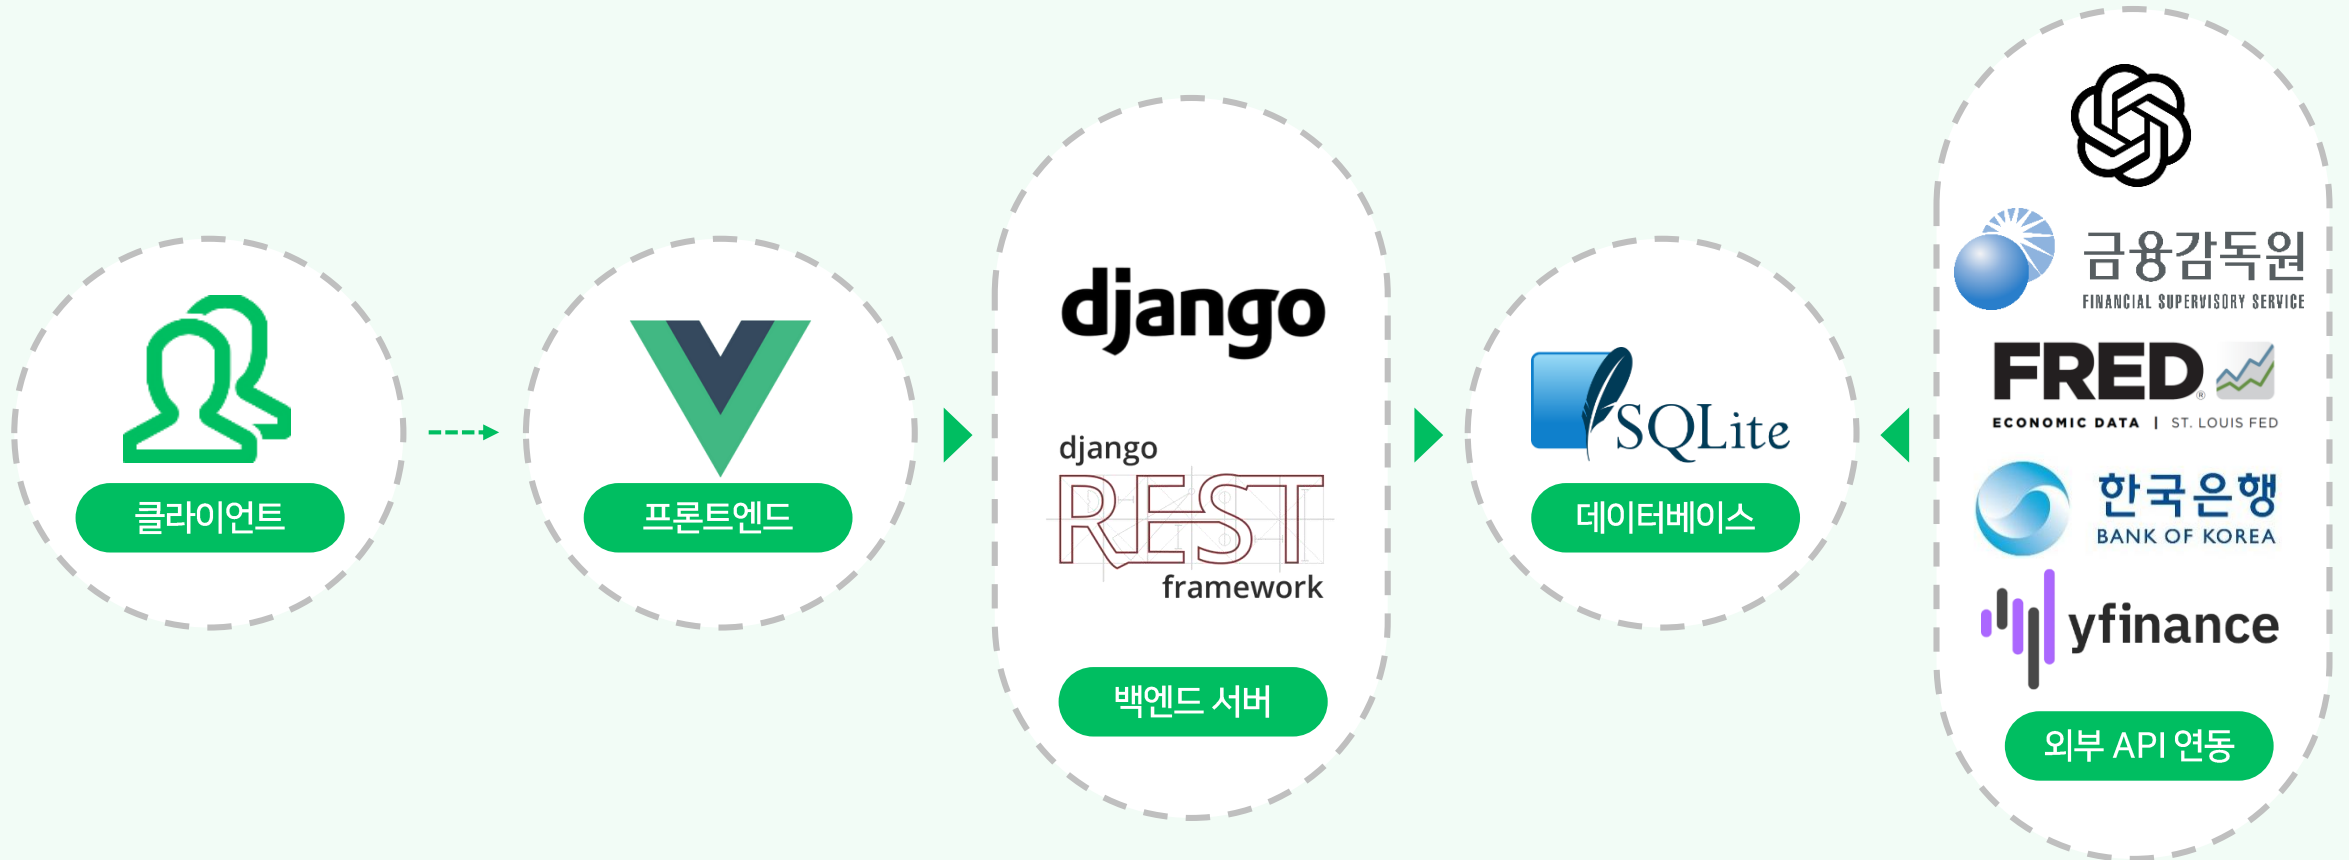 클라이언트
프론트엔드
django
django
REST
framework
백엔드 서버
SQLite
데이터베이스
금융감독원
FINANCIAL SUPERVISORY SERVICE
FRED®
ECONOMIC DATA | ST. LOUIS FED
한국은행
BANK OF KOREA
yfinance
외부 API 연동